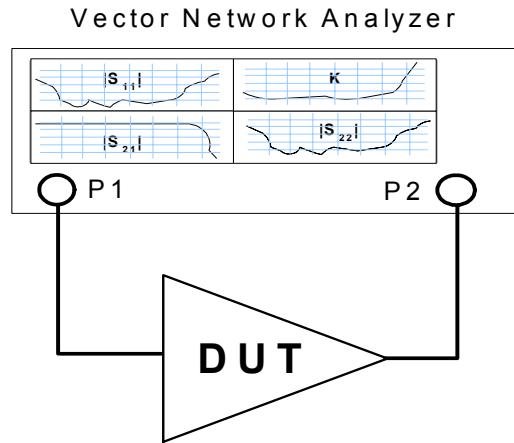 Vector Network Analyzer
|S11|
K
|S21|
|S22|
P1
P2
DUT